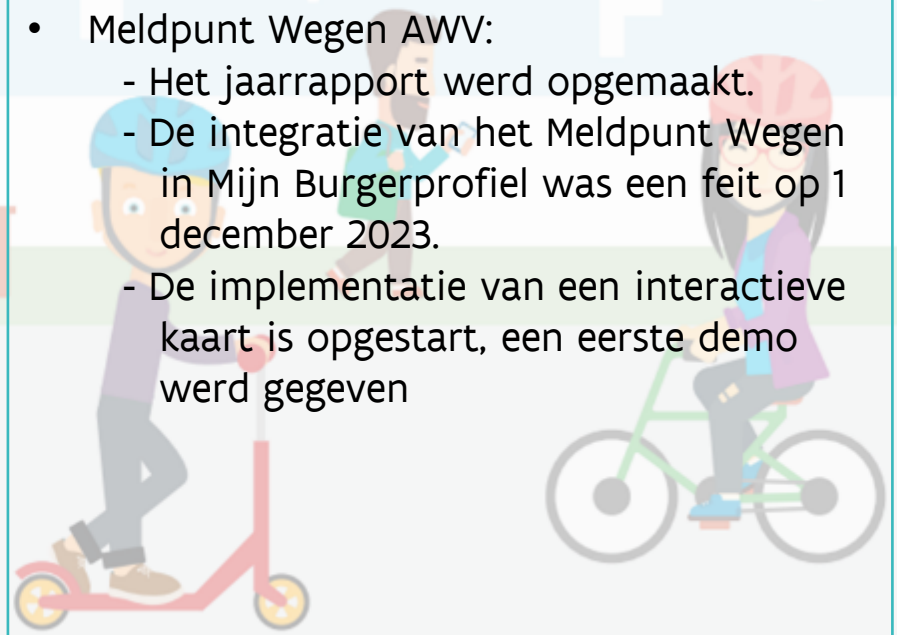 • Meldpunt Wegen AWV:
- Het jaarrapport werd opgemaakt.
- De integratie van het Meldpunt Wegen
in Mijn Burgerprofiel was een feit op 1
december 2023.
- De implementatie van een interactieve
kaart is opgestart, een eerste demo
werd gegeven